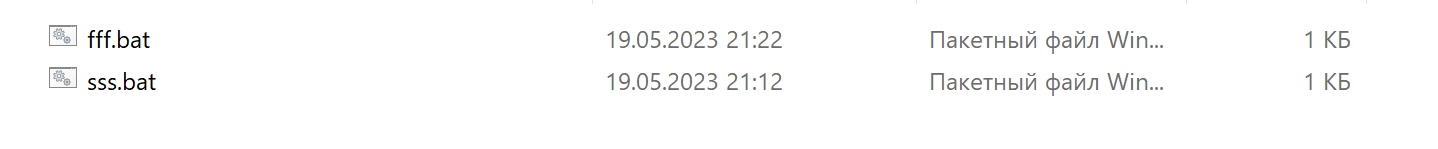 fff.bat 19.05.2023 21:22 Пакетный файл Win... 1 КБ
sss.bat 19.05.2023 21:12 Пакетный файл Win... 1 КБ